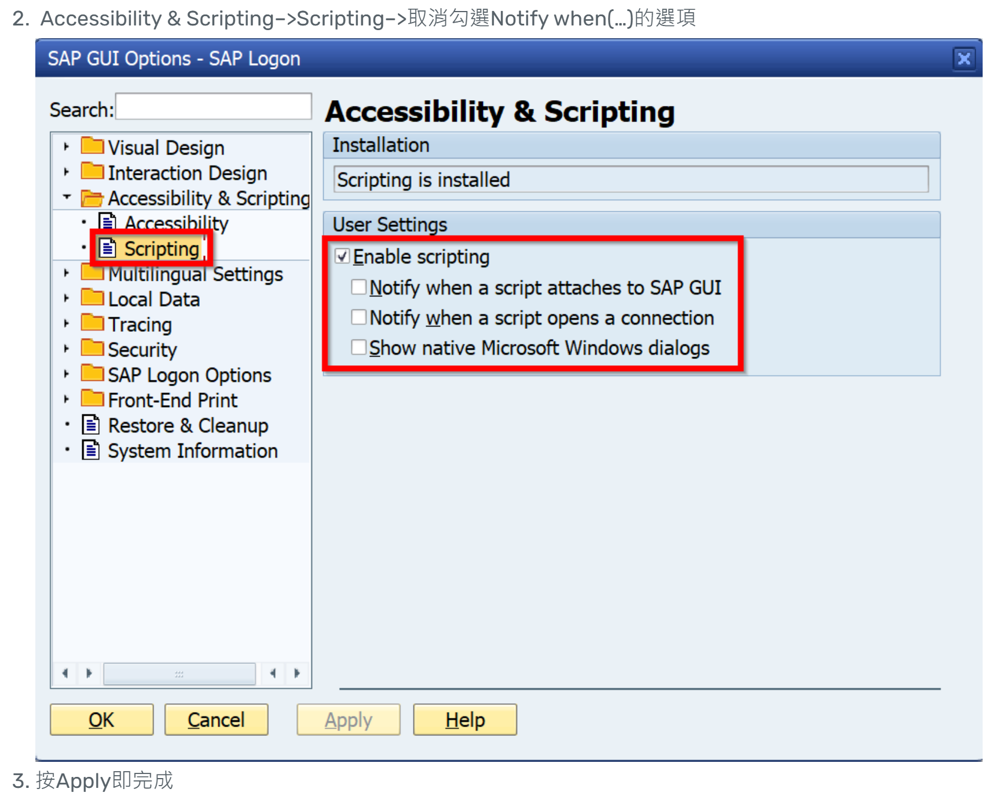 2. Accessibility & Scripting->Scripting->取消勾選Notify when(...)的選項
SAP GUI Options - SAP Logon
Search:
Visual Design
Interaction Design
Accessibility & Scripting
Accessibility
Scripting
Multilingual Settings
Local Data
Tracing
Security
SAP Logon Options
Front-End Print
Restore & Cleanup
System Information
Accessibility & Scripting
Installation
Scripting is installed
User Settings
Enable scripting
Notify when a script attaches to SAP GUI
Notify when a script opens a connection
Show native Microsoft Windows dialogs
OK Cancel Apply Help
3. 按Apply即完成